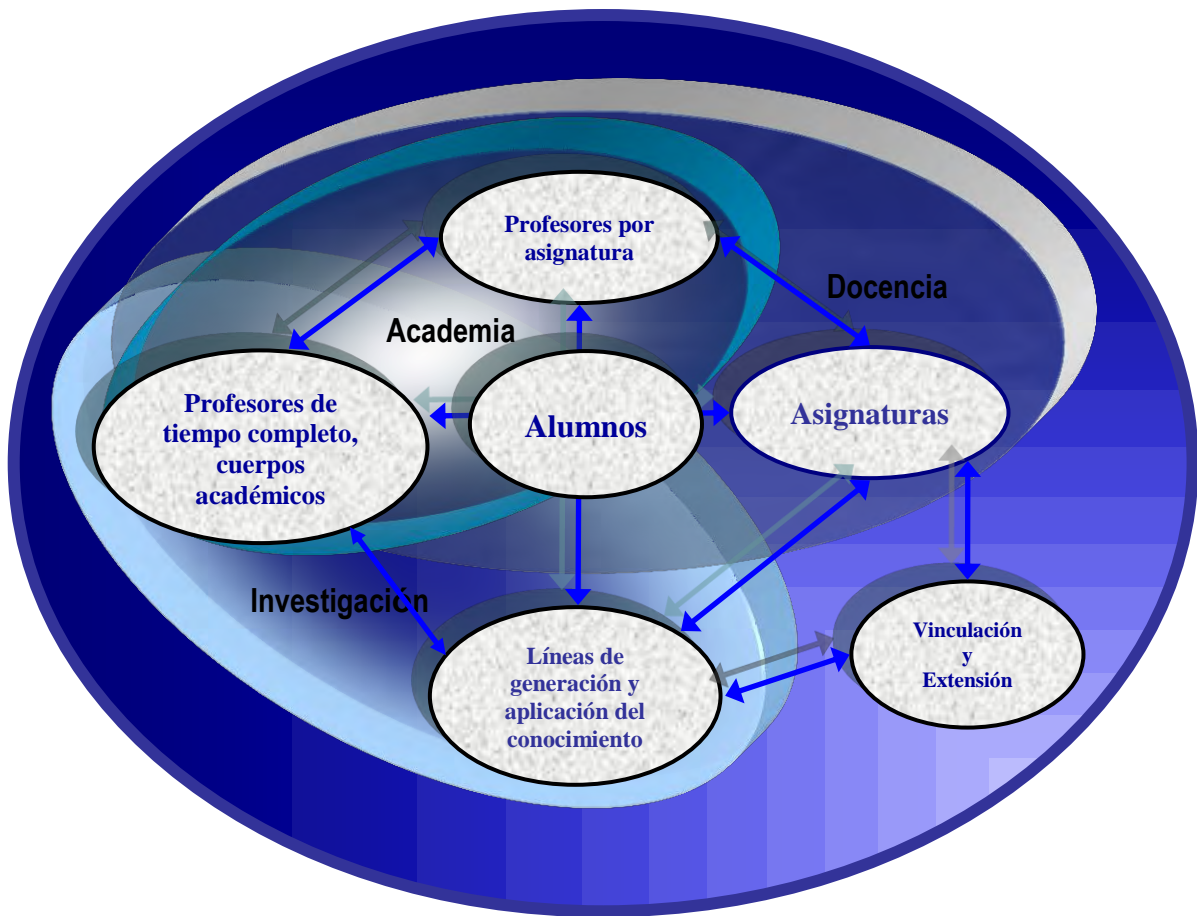 Profesores por
asignatura
Docencia
Academia
Profesores de
tiempo completo,
cuerpos
académicos
Alumnos
Asignaturas
Investigación
Líneas de
generación y
aplicación del
conocimiento
Vinculación
y
Extensión